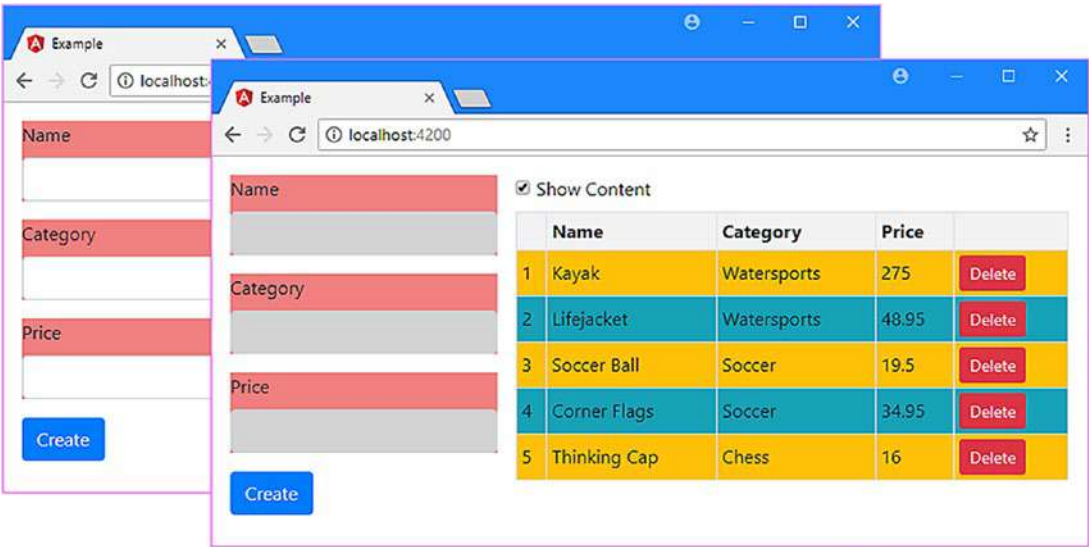 Example
localhost:
Name
Category
Price
Create
Example
localhost:4200
Name
Category
Price
Create
Show Content
Name Category Price
1 Kayak Watersports 275 Delete
2 Lifejacket Watersports 48.95 Delete
3 Soccer Ball Soccer 19.5 Delete
4 Corner Flags Soccer 34.95 Delete
5 Thinking Cap Chess 16 Delete